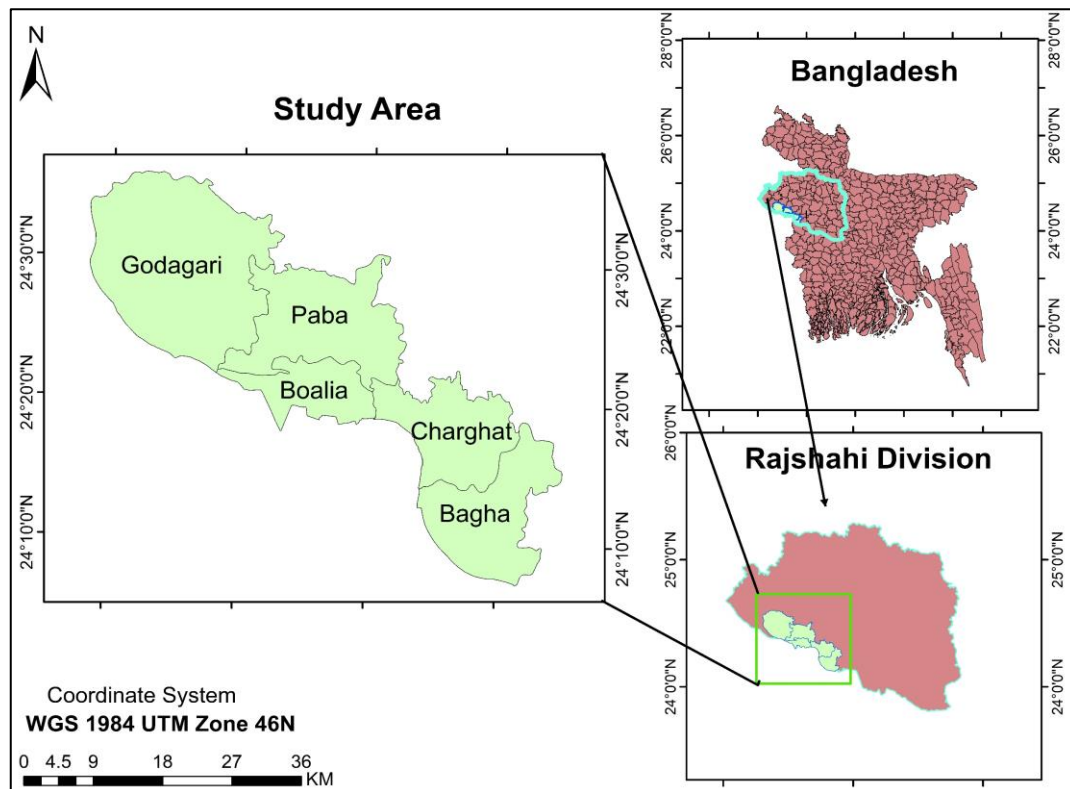 N
Study Area
24°30'0"N
24°20'0"N
24°10'0"N
Godagari
Paba
Boalia
Charghat
Bagha
24°30'0"N
24°20'0"N
24°10'0"N
Coordinate System
WGS 1984 UTM Zone 46N
0 4.5 9 18 27 36
KM
Bangladesh
28°0'0"N
26°0'0"N
24°0'0"N
22°0'0"N
28°0'0"N
26°0'0"N
24°0'0"N
22°0'0"N
Rajshahi Division
26°0'0"N
25°0'0"N
24°0'0"N
25°0'0"N
24°0'0"N